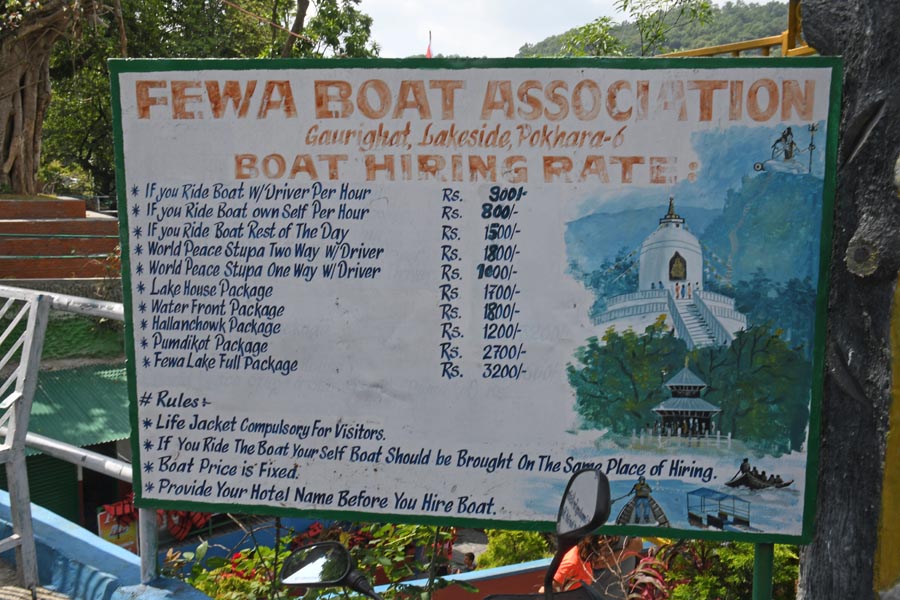 FEWA BOAT ASSOCIATION
Gaurighat, Lakeside, Pokhara-6
BOAT HIRING RATE:
* If you Ride Boat W/Driver Per Hour Rs. 900/-
* If you Ride Boat own Self Per Hour Rs. 800/-
* If you Ride Boat Rest of The Day Rs. 1500/-
* World Peace Stupa Two Way W/Driver Rs. 1800/-
* World Peace Stupa One Way W/Driver Rs. 1000/-
* Lake House Package Rs. 1700/-
* Water Front Package Rs. 1800/-
* Hallanchowk Package Rs. 1200/-
* Pumdikot Package Rs. 2700/-
* Fewa Lake Full Package Rs. 3200/-
# Rules:-
* Life Jacket Compulsory For Visitors.
* If You Ride The Boat Your Self Boat Should be Brought On The Same Place of Hiring.
* Boat Price is Fixed.
* Provide Your Hotel Name Before You Hire Boat.